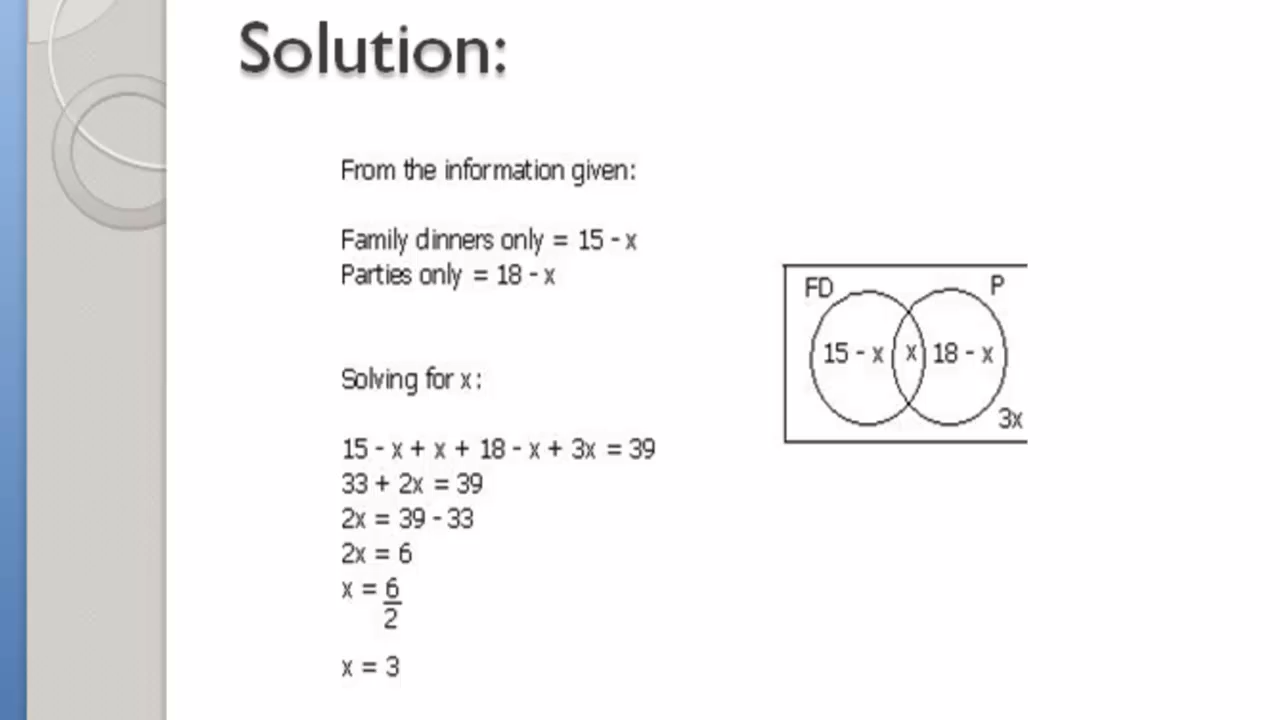 Solution:
From the information given:
Family dinners only = 15 - x
Parties only = 18 - x
Solving for x:
15 - x + x + 18 - x + 3x = 39
33 + 2x = 39
2x = 39 - 33
2x = 6
x = 6
2
x = 3
FD P
15 - x x 18 - x
3x